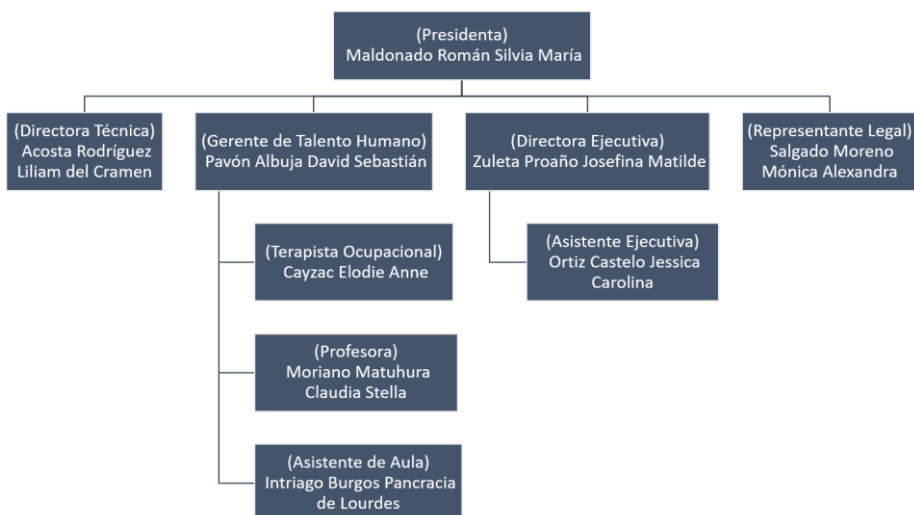 (Presidenta)
Maldonado Román Silvia María
(Directora Técnica)
Acosta Rodríguez
Liliam del Cramen
(Gerente de Talento Humano)
Pavón Albuja David Sebastián
(Directora Ejecutiva)
Zuleta Proaño Josefina Matilde
(Representante Legal)
Salgado Moreno
Mónica Alexandra
(Terapista Ocupacional)
Cayzac Elodie Anne
(Asistente Ejecutiva)
Ortiz Castelo Jessica
Carolina
(Profesora)
Moriano Matuhura
Claudia Stella
(Asistente de Aula)
Intriago Burgos Pancracia
de Lourdes